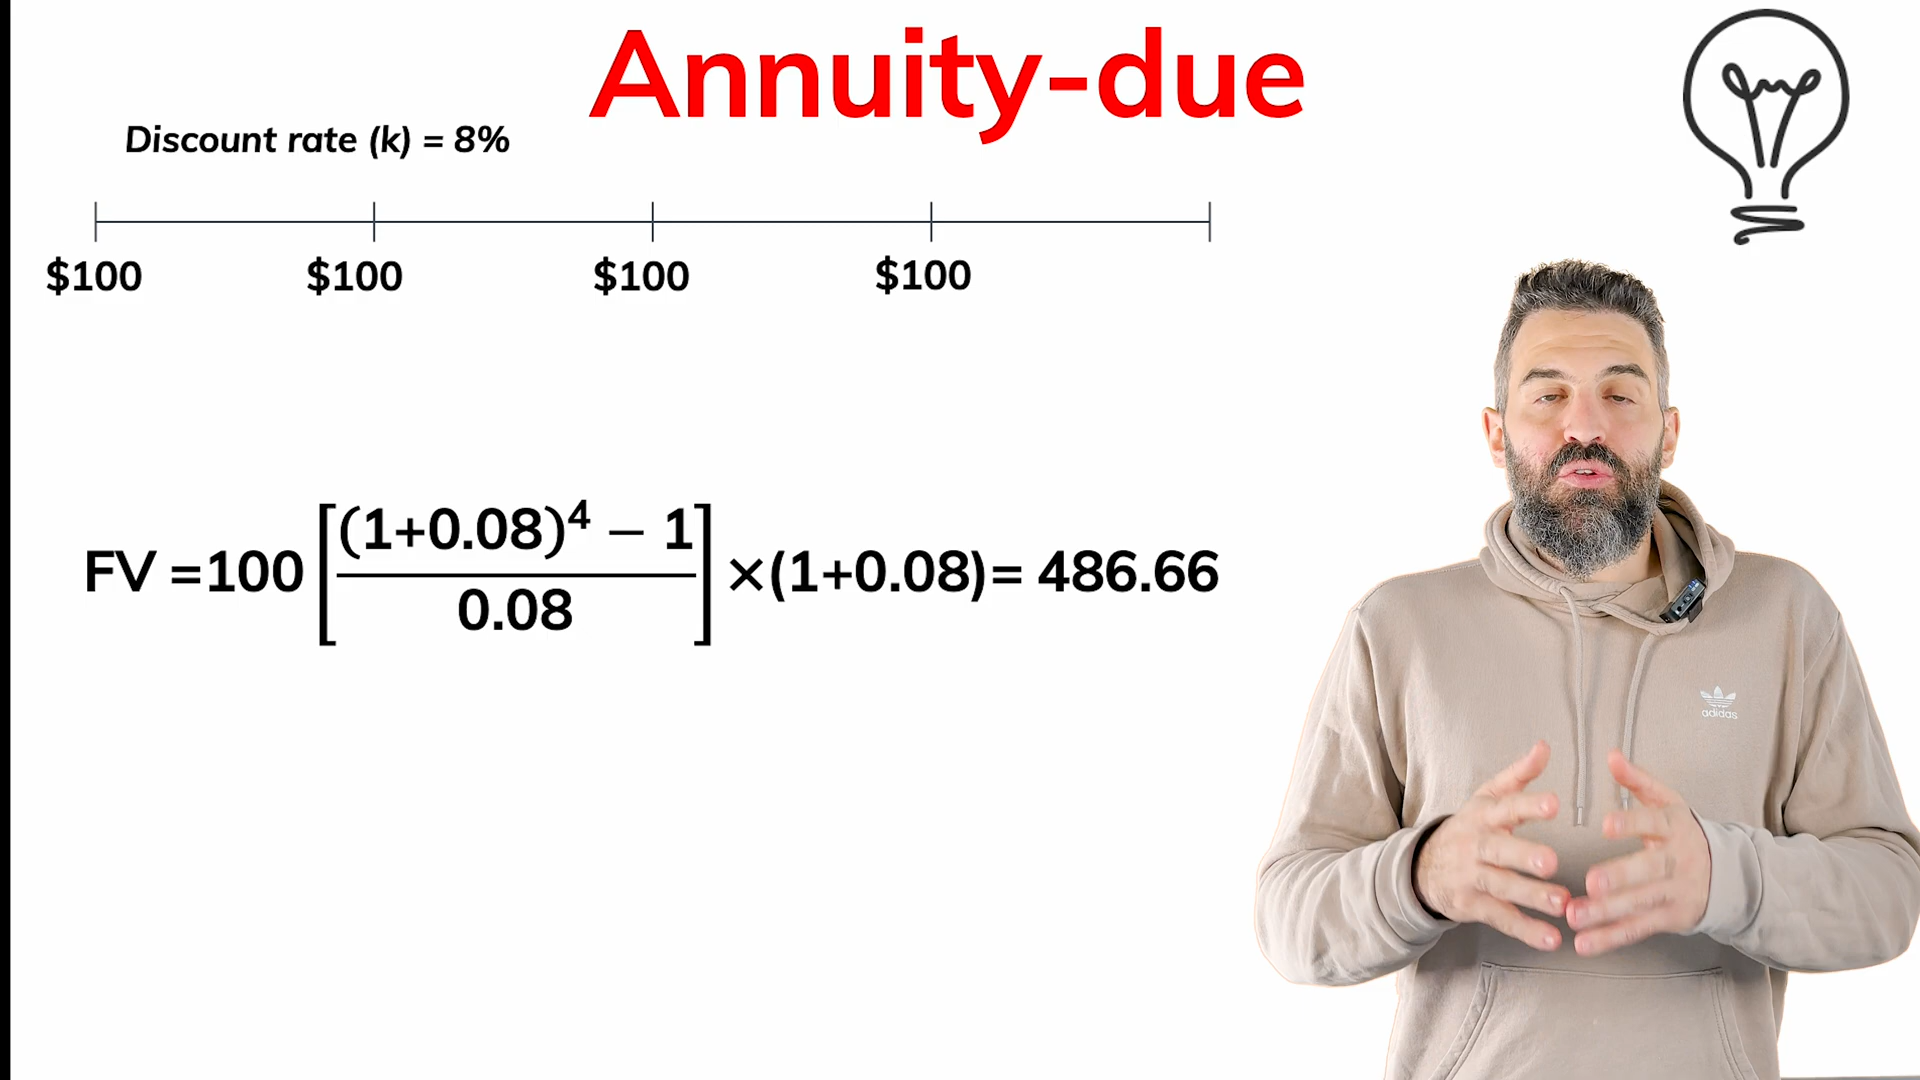 Annuity-due
Discount rate (k) = 8%
$100 $100 $100 $100
FV =100 [((1+0.08)⁴ − 1) / 0.08] ×(1+0.08)= 486.66
adidas